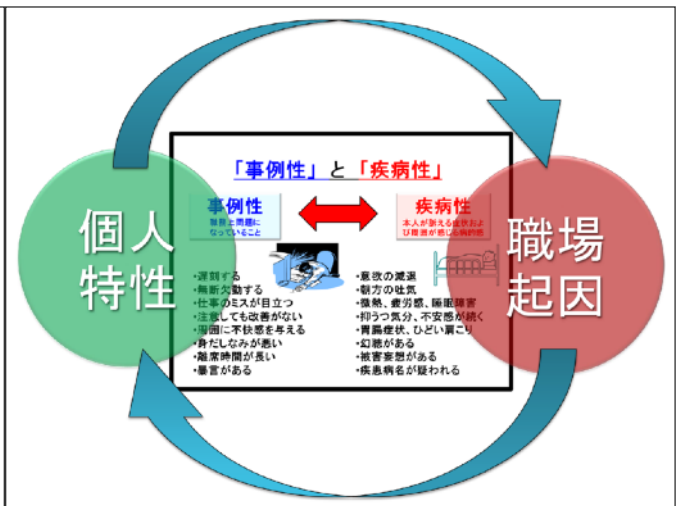 「事例性」と「疾病性」
事例性
職務上問題に
なっていること
疾病性
本人が訴える症状およ
び職場が感じる病的感
個人
特性
職場
起因
・遅刻する
・無断欠勤する
・仕事のミスが目立つ
・注意しても改善がない
・周囲に不快感を与える
・身だしなみが悪い
・離席時間が長い
・暴言がある
・意欲の減退
・朝方の吐気
・微熱、疲労感、睡眠障害
・抑うつ気分、不安感が続く
・胃腸症状、ひどい肩こり
・幻聴がある
・被害妄想がある
・疾患病名が疑われる